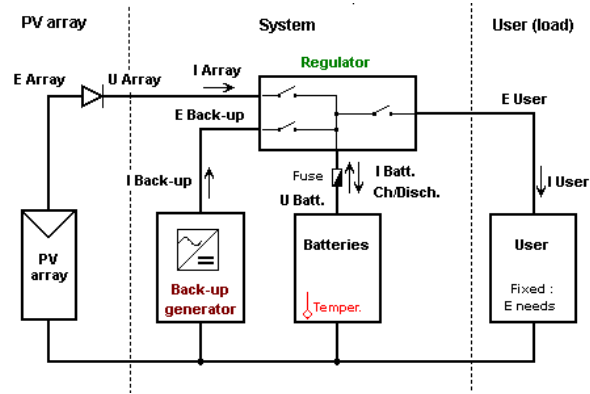 PV array
System
User (load)
Regulator
E Array
U Array
I Array
E Back-up
E User
I Back-up
Fuse
I Batt.
Ch/Disch.
U Batt.
I User
PV
array
Back-up
generator
Batteries
Temper.
User
Fixed :
E needs